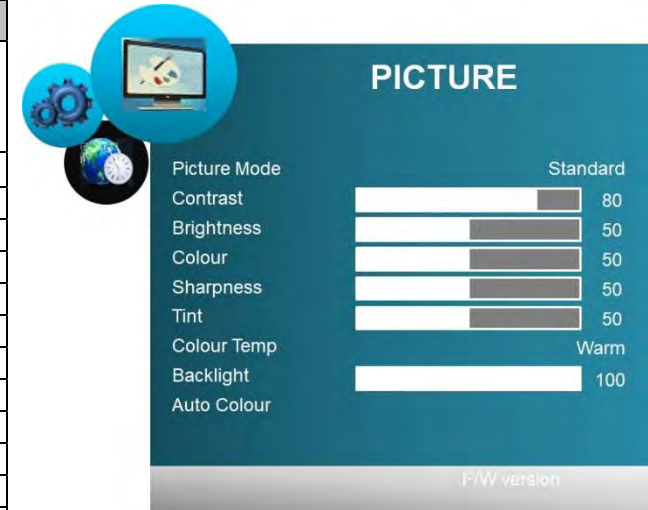 PICTURE
Picture Mode Standard
Contrast 80
Brightness 50
Colour 50
Sharpness 50
Tint 50
Colour Temp Warm
Backlight 100
Auto Colour
F/W version